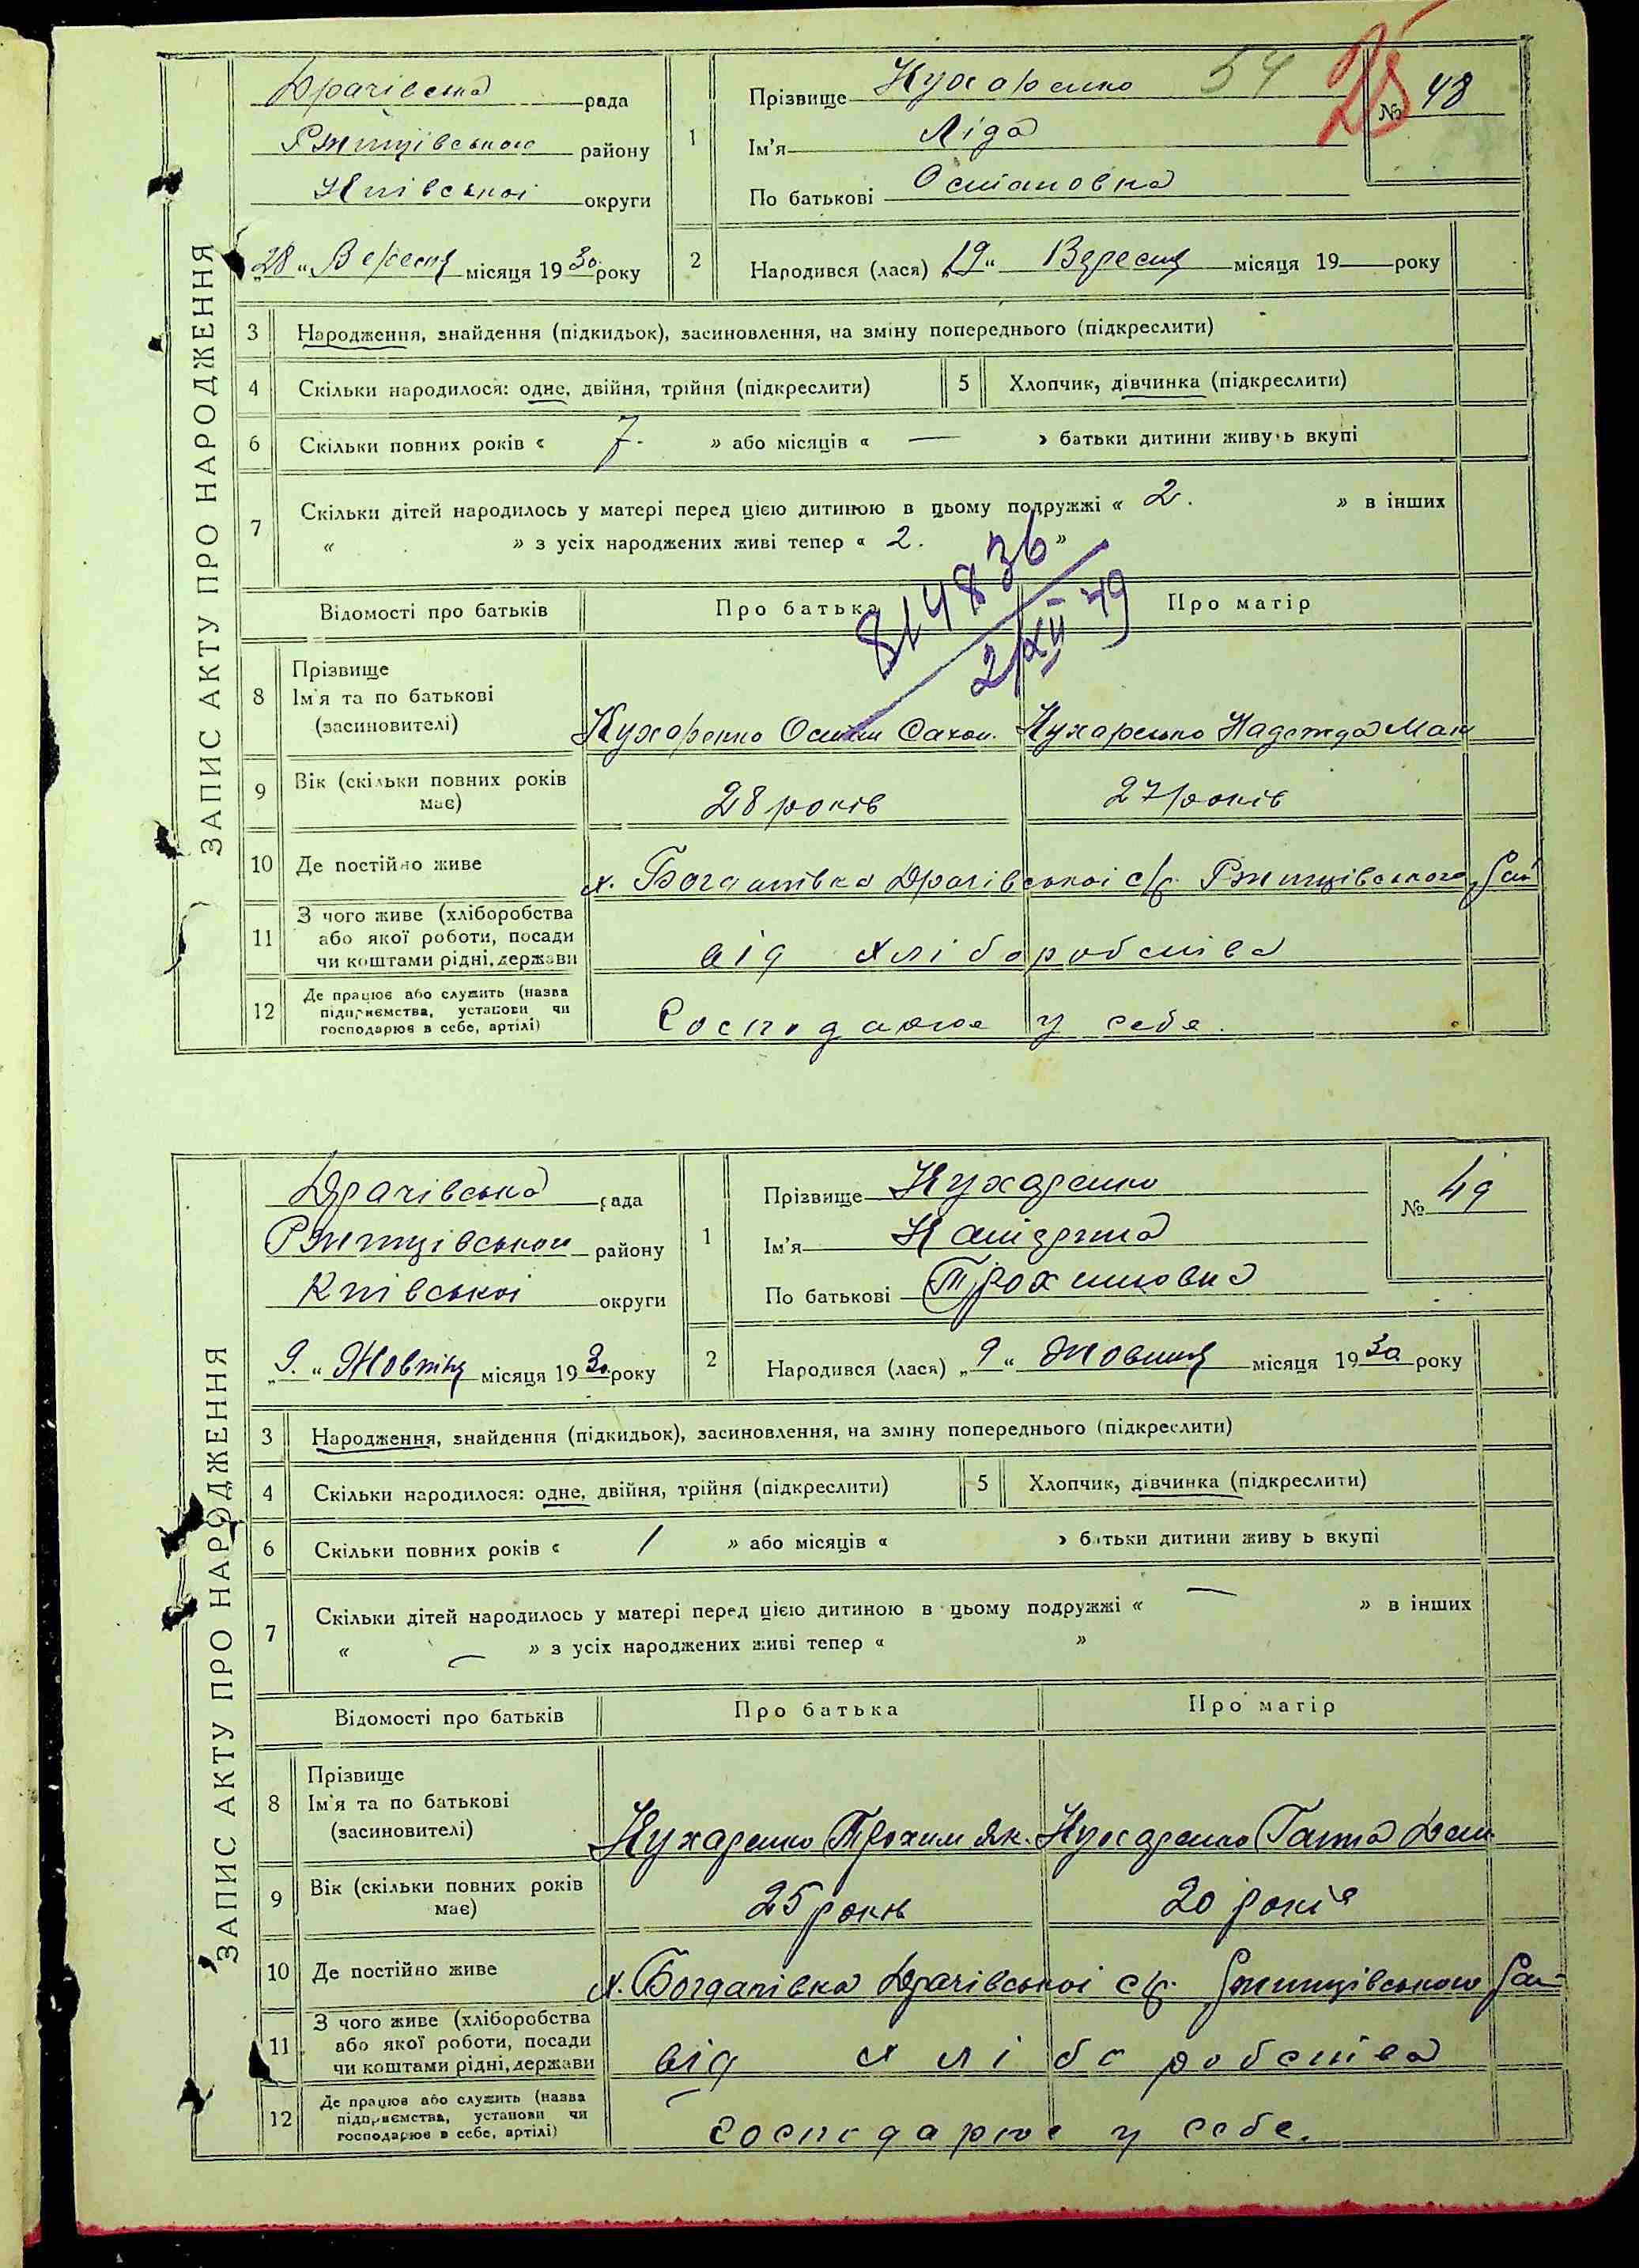 54
25
ЗАПИС АКТУ ПРО НАРОДЖЕННЯ
Драчівська рада
Ржищівського району
Київської округи
„28“ Вересня місяця 1930 року
1
Прізвище Кухаренко
Ім'я Ліда
По батькові Остаповна
№ 48
2
Народився (лася) „19“ Вересня місяця 19 — року
3 Народження, знайдення (підкидьок), засиновлення, на зміну попереднього (підкреслити)
4 Скільки народилося: одне, двійня, трійня (підкреслити)
5 Хлопчик, дівчинка (підкреслити)
6 Скільки повних років « 7. » або місяців « — » батьки дитини живуть вкупі
7 Скільки дітей народилось у матері перед цією дитиною в цьому подружжі « 2. » в інших
« » з усіх народжених живі тепер « 2. »
814836
2/XII-49
Відомості про батьків Про батька Про матір
8 Прізвище
Ім'я та по батькові
(засиновителі)
Кухаренко Остап Кухаренко Надежда Мак
9 Вік (скільки повних років
має)
28 років 27 років
10 Де постійно живе
х. Богданівка Драчівської с/р. Ржищівського рай
11 З чого живе (хліборобства
або якої роботи, посади
чи коштами рідні, держави
від хліборобства
12 Де працює або служить (назва
підприємства, установи чи
господарює в себе, артілі)
Господарює у себе.
ЗАПИС АКТУ ПРО НАРОДЖЕННЯ
Драчівська рада
Ржищівського району
Київської округи
„9.“ Жовтня місяця 1930 року
1
Прізвище Кухаренко
Ім'я Катерина
По батькові Трохимовна
№ 49
2
Народився (лася) „9“ Жовтня місяця 1930 року
3 Народження, знайдення (підкидьок), засиновлення, на зміну попереднього (підкреслити)
4 Скільки народилося: одне, двійня, трійня (підкреслити)
5 Хлопчик, дівчинка (підкреслити)
6 Скільки повних років « 1 » або місяців « » батьки дитини живуть вкупі
7 Скільки дітей народилось у матері перед цією дитиною в цьому подружжі « — » в інших
« — » з усіх народжених живі тепер « »
Відомості про батьків Про батька Про матір
8 Прізвище
Ім'я та по батькові
(засиновителі)
Кухаренко Трохим Як. Кухаренко Ганна
9 Вік (скільки повних років
має)
25 років 20 років
10 Де постійно живе
х. Богданівка Драчівської с/р. Ржищівського рай
11 З чого живе (хліборобства
або якої роботи, посади
чи коштами рідні, держави
від хліборобства
12 Де працює або служить (назва
підприємства, установи чи
господарює в себе, артілі)
Господарює у себе.